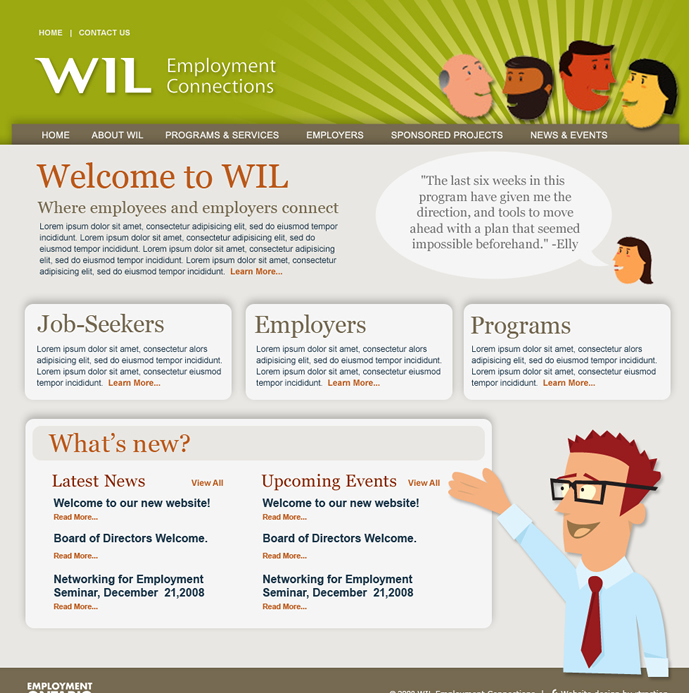 HOME | CONTACT US
WIL Employment
Connections
HOME ABOUT WIL PROGRAMS & SERVICES EMPLOYERS SPONSORED PROJECTS NEWS & EVENTS
Welcome to WIL
Where employees and employers connect
Lorem ipsum dolor sit amet, consectetur adipisicing elit, sed do eiusmod tempor
incididunt. Lorem ipsum dolor sit amet, consectetur adipisicing elit, sed do
eiusmod tempor incididunt. Lorem ipsum dolor sit amet, consectetur adipisicing
elit, sed do eiusmod tempor incididunt. Lorem ipsum dolor sit amet, consectetur
adipisicing elit, sed do eiusmod tempor incididunt. Learn More...
"The last six weeks in this
program have given me the
direction, and tools to move
ahead with a plan that seemed
impossible beforehand." -Elly
Job-Seekers
Lorem ipsum dolor sit amet, consectetur alors
adipisicing elit, sed do eiusmod tempor incididunt.
Lorem ipsum dolor sit amet, consectetur eiusmod
tempor incididunt. Learn More...
Employers
Lorem ipsum dolor sit amet, consectetur alors
adipisicing elit, sed do eiusmod tempor incididunt.
Lorem ipsum dolor sit amet, consectetur eiusmod
tempor incididunt. Learn More...
Programs
Lorem ipsum dolor sit amet, consectetur alors
adipisicing elit, sed do eiusmod tempor incididunt.
Lorem ipsum dolor sit amet, consectetur eiusmod
tempor incididunt. Learn More...
What's new?
Latest News View All
Welcome to our new website!
Read More...
Board of Directors Welcome.
Read More...
Networking for Employment
Seminar, December 21,2008
Read More...
Upcoming Events View All
Welcome to our new website!
Read More...
Board of Directors Welcome.
Read More...
Networking for Employment
Seminar, December 21,2008
Read More...
EMPLOYMENT
ONTARIO
WIL Employment Connections | Website design by